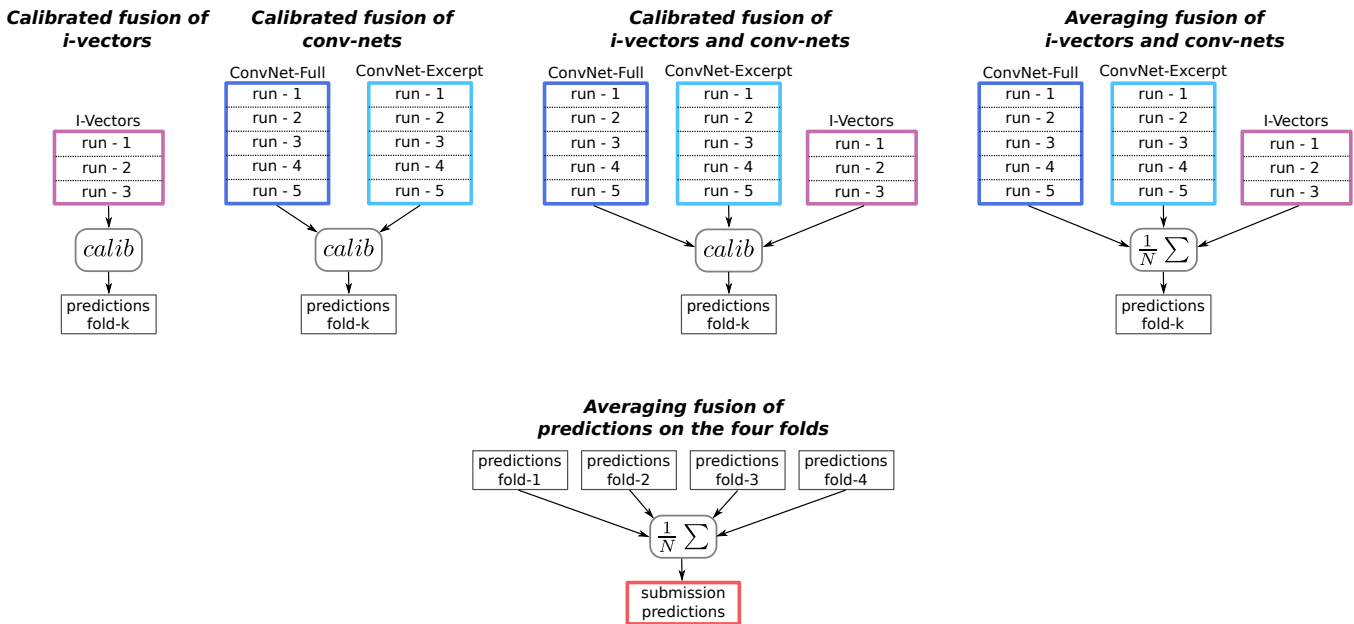 Calibrated fusion of
i-vectors
I-Vectors
run - 1
run - 2
run - 3
calib
predictions
fold-k
Calibrated fusion of
conv-nets
ConvNet-Full
run - 1
run - 2
run - 3
run - 4
run - 5
ConvNet-Excerpt
run - 1
run - 2
run - 3
run - 4
run - 5
calib
predictions
fold-k
Calibrated fusion of
i-vectors and conv-nets
ConvNet-Full
run - 1
run - 2
run - 3
run - 4
run - 5
ConvNet-Excerpt
run - 1
run - 2
run - 3
run - 4
run - 5
I-Vectors
run - 1
run - 2
run - 3
calib
predictions
fold-k
Averaging fusion of
i-vectors and conv-nets
ConvNet-Full
run - 1
run - 2
run - 3
run - 4
run - 5
ConvNet-Excerpt
run - 1
run - 2
run - 3
run - 4
run - 5
I-Vectors
run - 1
run - 2
run - 3
1/N ∑
predictions
fold-k
Averaging fusion of
predictions on the four folds
predictions
fold-1
predictions
fold-2
predictions
fold-3
predictions
fold-4
1/N ∑
submission
predictions